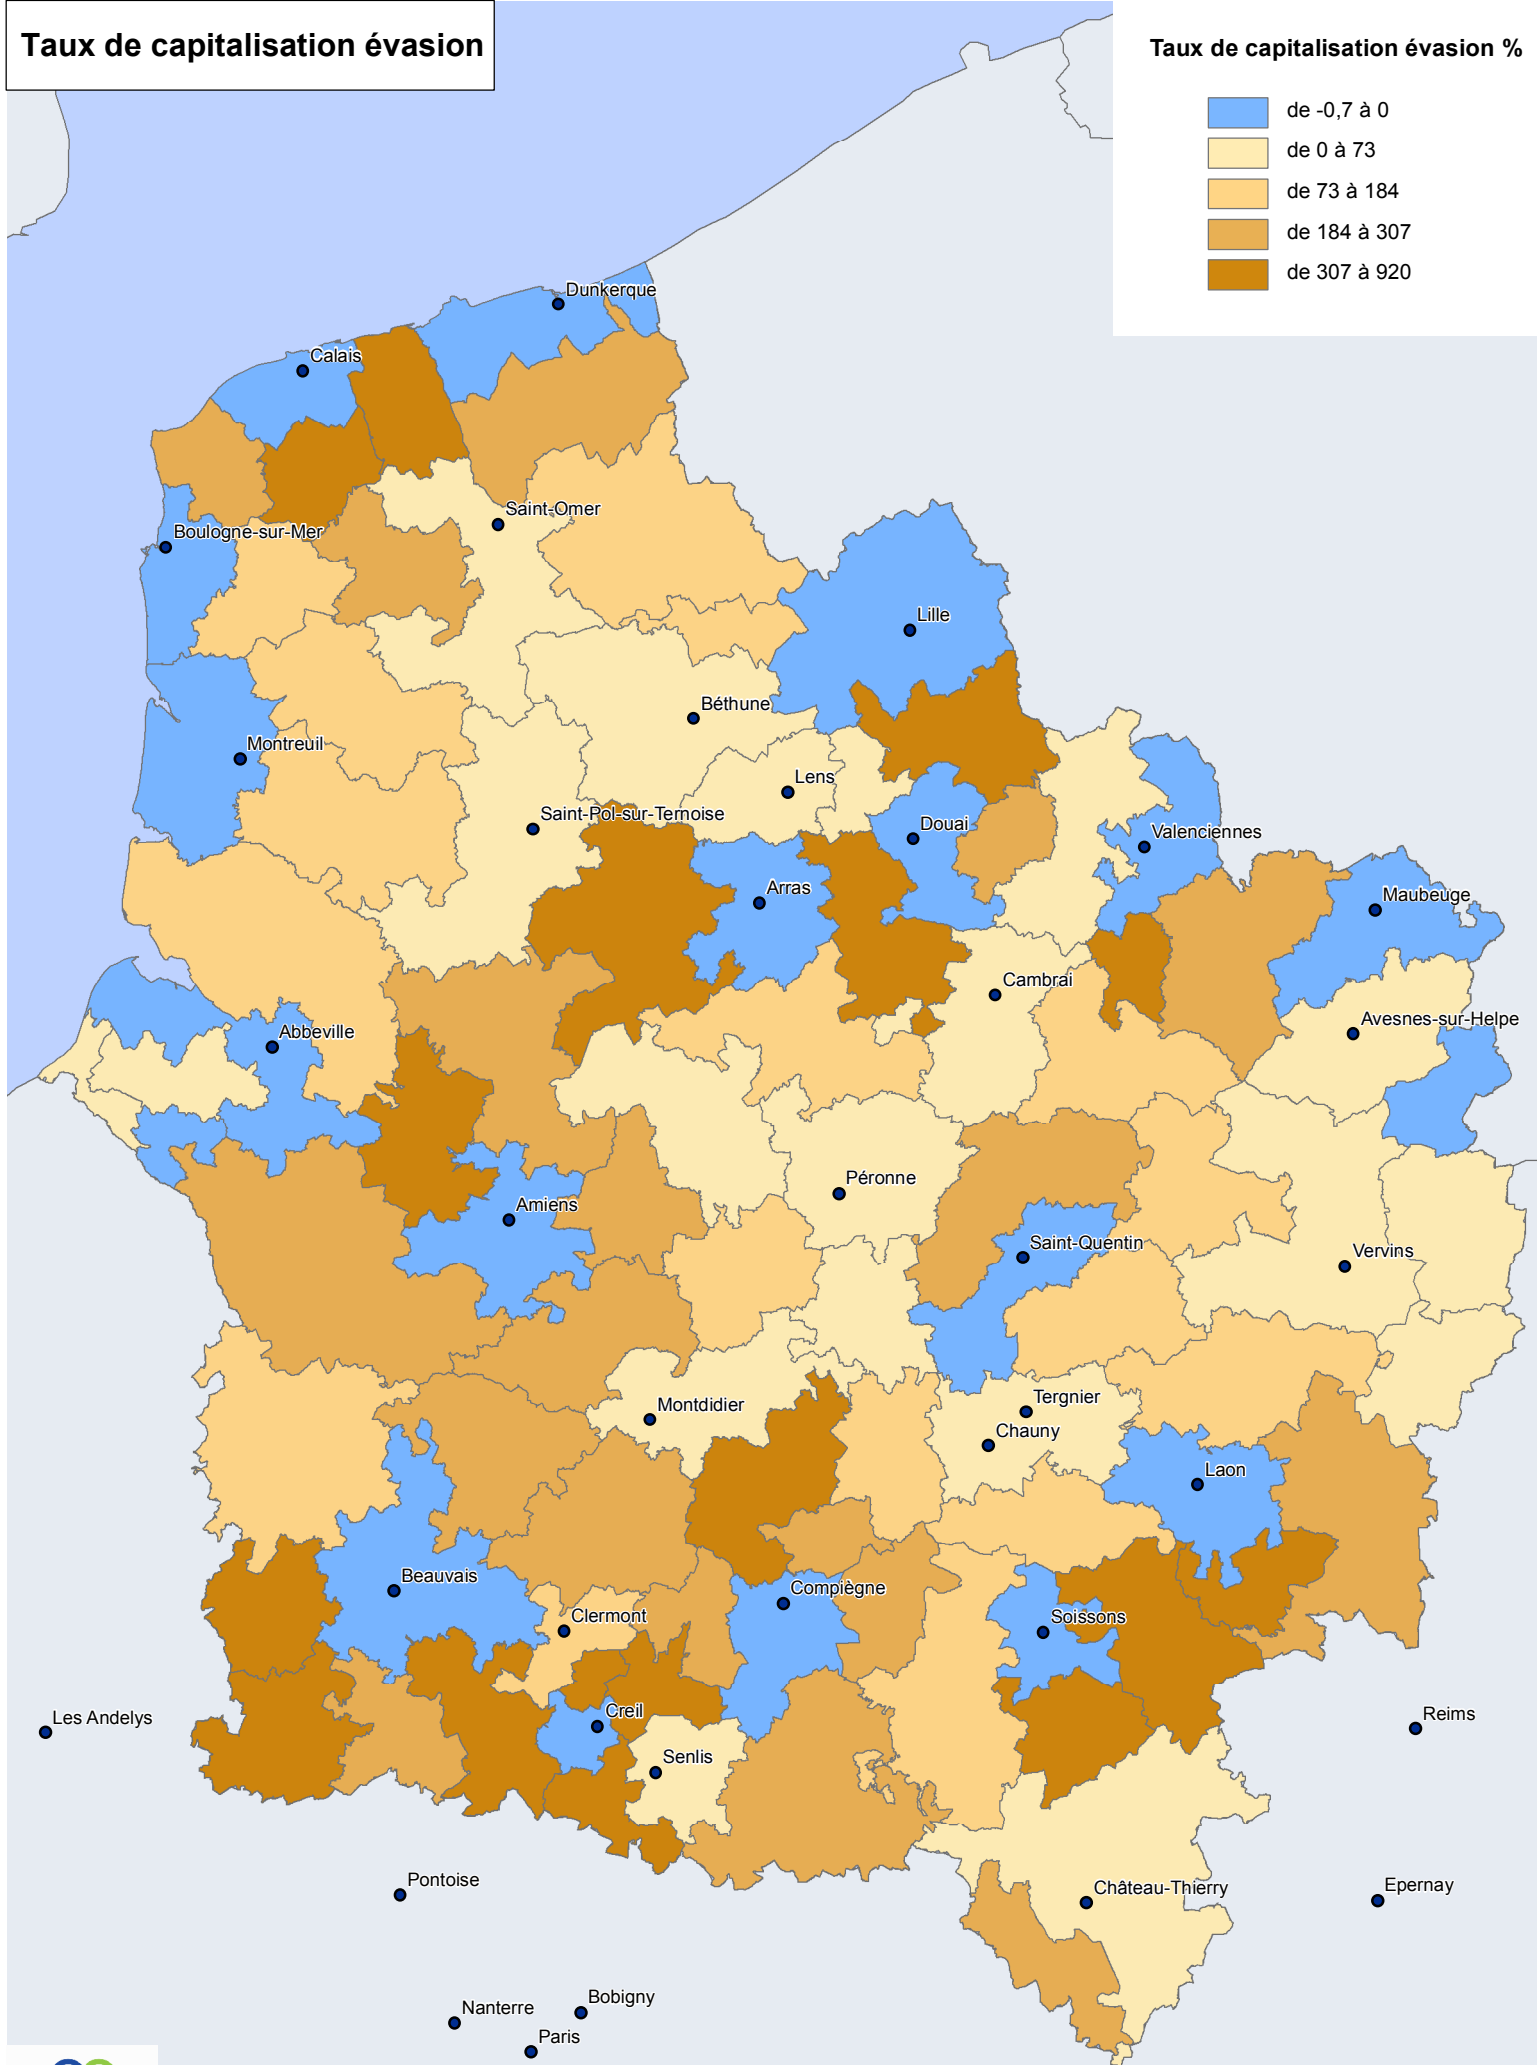 Taux de capitalisation évasion
Taux de capitalisation évasion %
de -0,7 à 0
de 0 à 73
de 73 à 184
de 184 à 307
de 307 à 920
Dunkerque
Calais
Saint-Omer
Boulogne-sur-Mer
Lille
Béthune
Montreuil
Lens
Saint-Pol-sur-Ternoise
Douai
Valenciennes
Arras
Maubeuge
Cambrai
Avesnes-sur-Helpe
Abbeville
Péronne
Amiens
Saint-Quentin
Vervins
Tergnier
Montdidier
Chauny
Laon
Beauvais
Compiègne
Clermont
Soissons
Les Andelys
Creil
Reims
Senlis
Pontoise
Château-Thierry
Epernay
Bobigny
Nanterre
Paris